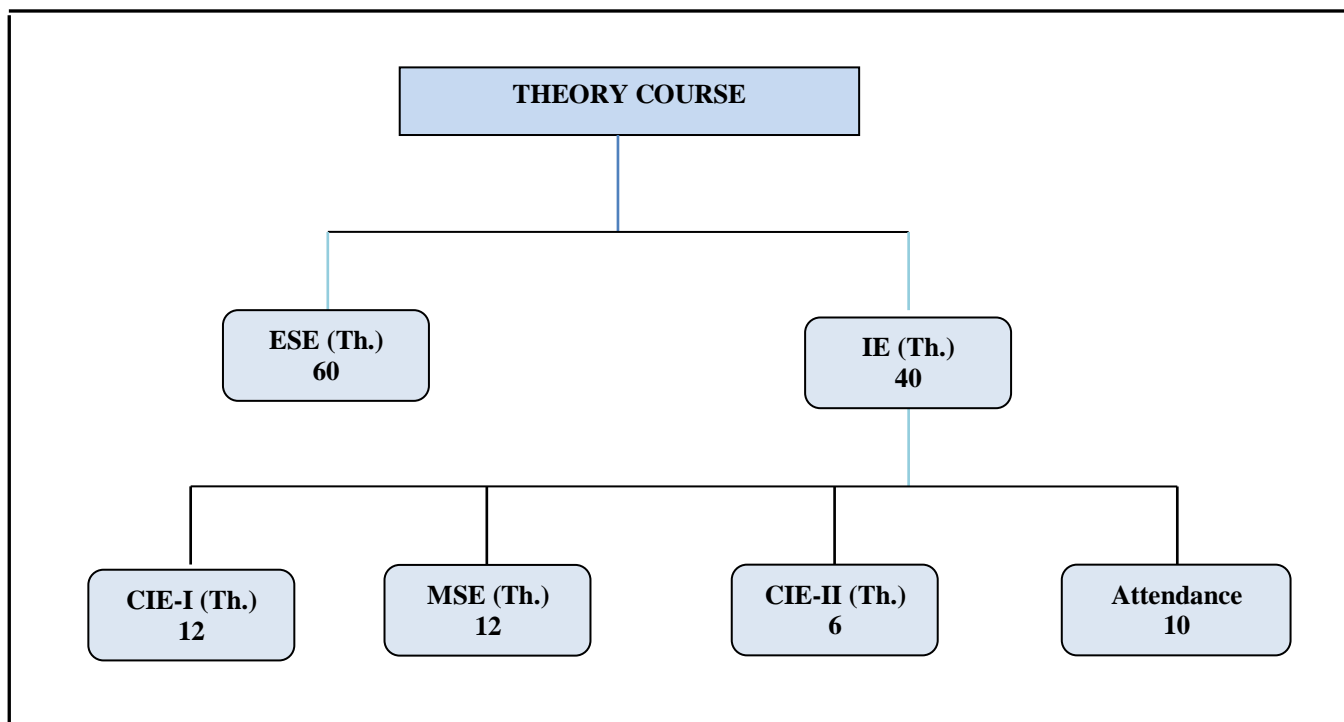 THEORY COURSE
ESE (Th.)
60
IE (Th.)
40
CIE-I (Th.)
12
MSE (Th.)
12
CIE-II (Th.)
6
Attendance
10